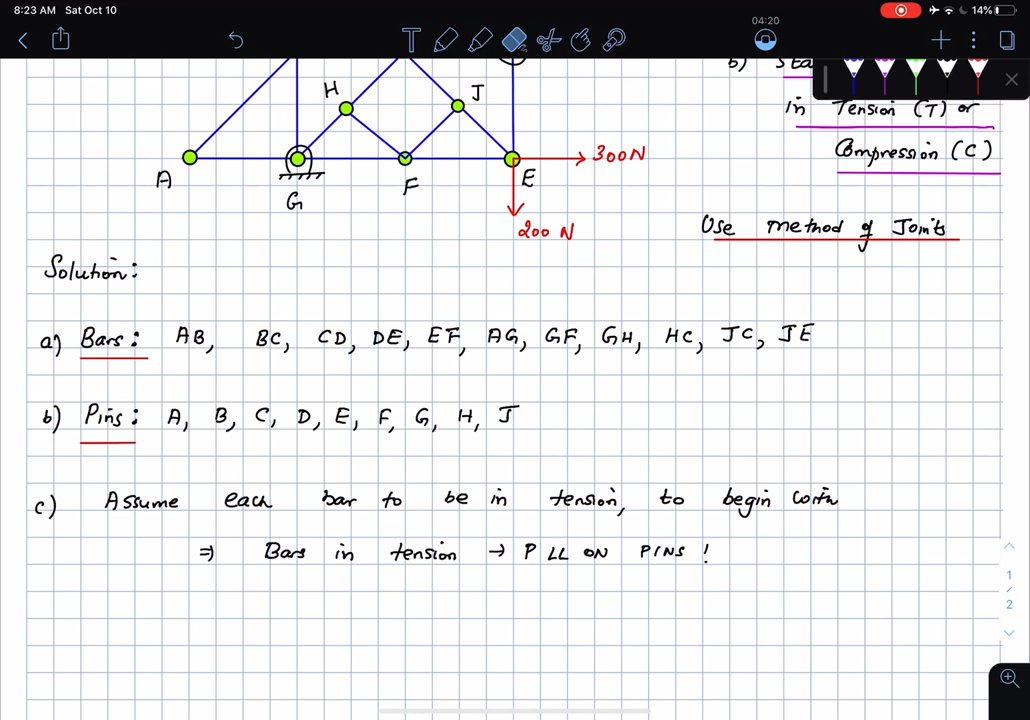 8:23 AM Sat Oct 10
14%
04:20
b)
in Tension (T) or
Compression (C)
H
J
300N
A
G
F
E
200 N
Use method of Joints
Solution:
a) Bars: AB, BC, CD, DE, EF, AG, GF, GH, HC, JC, JE
b) Pins: A, B, C, D, E, F, G, H, J
c) Assume each bar to be in tension, to begin with
⇒ Bars in tension → P LL ON PINS !
1
2